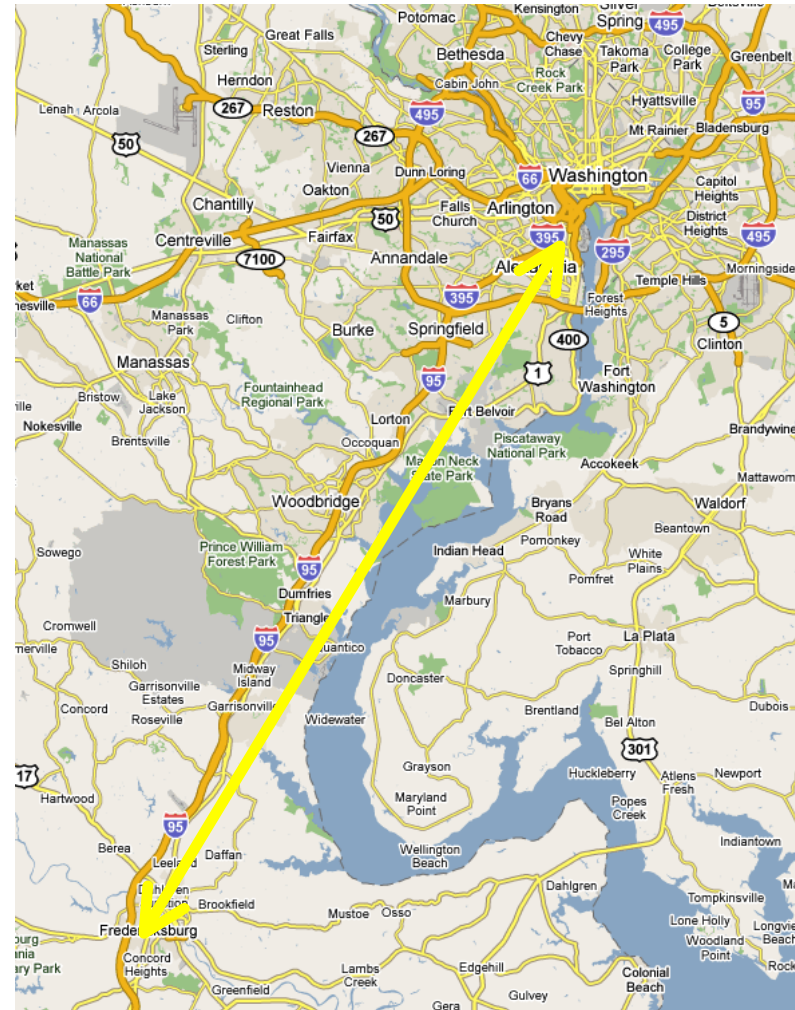 Potomac
Kensington
Silver
Spring
495
Great Falls
Chevy
Chase
Takoma
Park
College
Park
Sterling
Bethesda
Greenbelt
Herndon
Cabin John
Rock
Creek Park
Lenah
Arcola
267
Reston
495
Hyattsville
95
50
267
Mt Rainier
Bladensburg
Vienna
Dunn Loring
66
Washington
Oakton
Capitol
Heights
Chantilly
50
Falls
Church
Arlington
District
Heights
Centreville
Fairfax
395
295
495
Manassas
National
Battle Park
7100
Annandale
Morningside
66
395
Temple Hills
Forest
Heights
Manassas
Park
Clifton
Burke
Springfield
400
5
Clinton
Manassas
95
1
Fort
Washington
Bristow
Lake
Jackson
Fountainhead
Regional Park
Nokesville
Lorton
Belvoir
Brentsville
Occoquan
Piscataway
National Park
Brandywine
Neck
State Park
Accokeek
Woodbridge
Bryans
Road
Waldorf
Sowego
Prince William
Forest Park
Pomonkey
Beantown
Indian Head
White
Plains
95
Pomfret
Dumfries
Marbury
Triangle
Cromwell
95
Port
Tobacco
La Plata
Shiloh
Midway
Island
Springhill
Garrisonville
Estates
Doncaster
Concord
Roseville
Widewater
Brentland
Dubois
Bel Alton
301
17
Grayson
Huckleberry
Atlens
Fresh
Newport
Hartwood
Maryland
Point
Popes
Creek
95
Berea
Daffan
Wellington
Beach
Indiantown
Dahlgren
Tompkinsville
Brookfield
Mustoe
Osso
Lone Holly
Woodland
Point
Concord
Heights
Lambs
Creek
Edgehill
Colonial
Beach
Greenfield
Gulvey
Gera